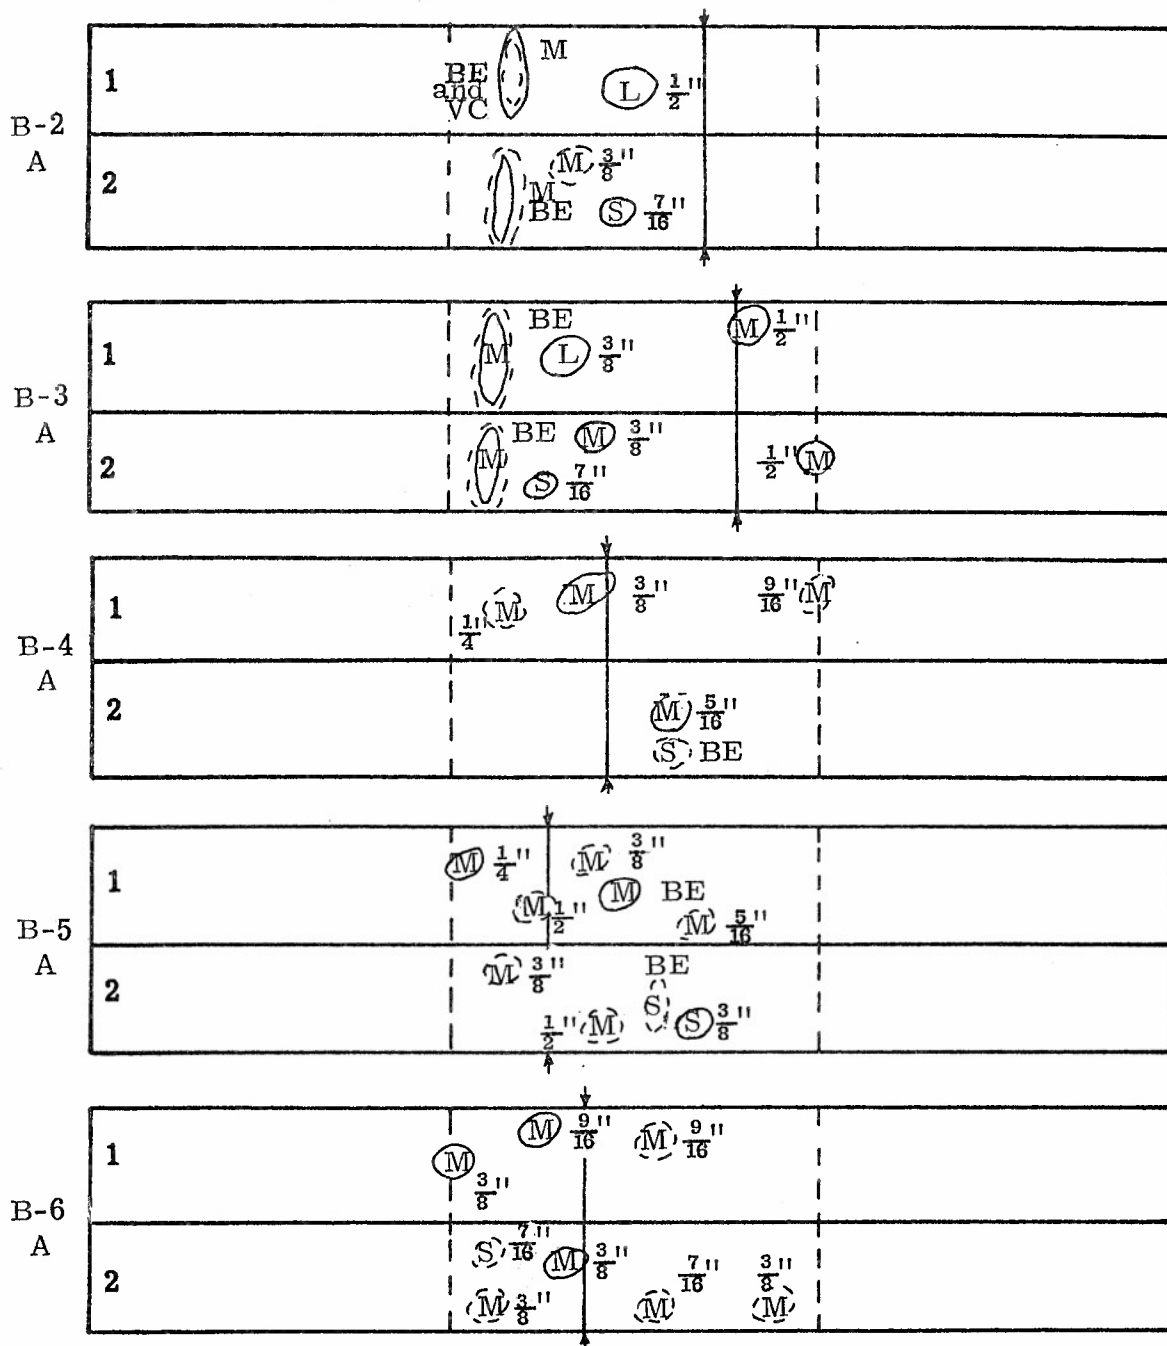 B-2
A
1
BE
and
VC
M
L 1/2"
2
M 3/8"
M
BE
S 7/16"
B-3
A
1
BE
M
L 3/8"
M 1/2"
2
BE
M
M 3/8"
S 7/16"
1/2" M
B-4
A
1
1/4" M
M 3/8"
9/16" M
2
M 5/16"
S BE
B-5
A
1
M 1/4"
M 3/8"
M BE
M 1/2"
M 5/16"
2
M 3/8"
BE
S
1/2" M
S 3/8"
B-6
A
1
M 9/16"
M 9/16"
M
3/8"
2
S 7/16"
M 3/8"
7/16"
3/8"
M 3/8"
M
M